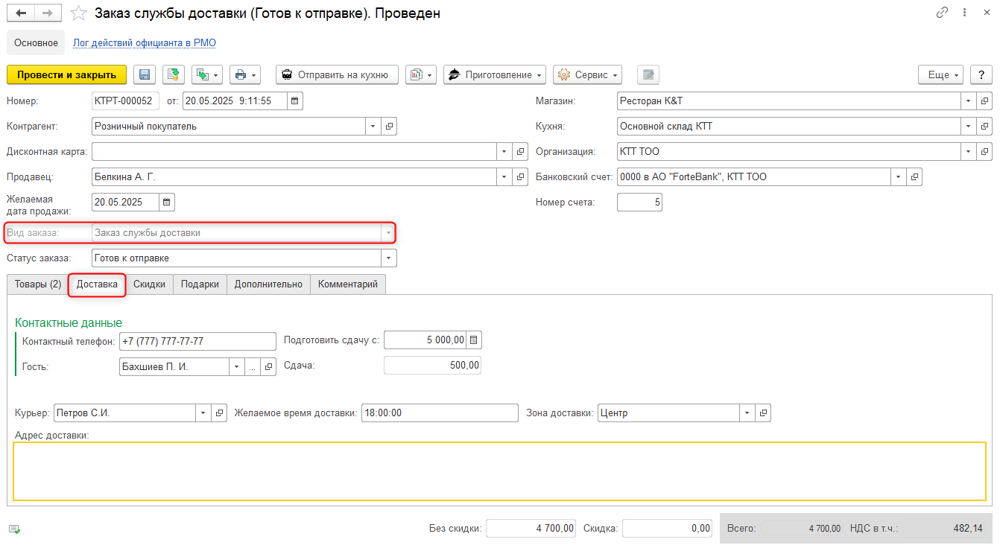 Заказ службы доставки (Готов к отправке). Проведен
Основное Лог действий официанта в РМО
Провести и закрыть Отправить на кухню Приготовление Сервис Еще ?
Номер: КТРТ-000052 от: 20.05.2025 9:11:55 Магазин: Ресторан К&Т
Контрагент: Розничный покупатель Кухня: Основной склад КТТ
Дисконтная карта: Организация: КТТ ТОО
Продавец: Белкина А. Г. Банковский счет: 0000 в АО "ForteBank", КТТ ТОО
Желаемая
дата продажи: 20.05.2025 Номер счета: 5
Вид заказа: Заказ службы доставки
Статус заказа: Готов к отправке
Товары (2) Доставка Скидки Подарки Дополнительно Комментарий
Контактные данные
Контактный телефон: +7 (777) 777-77-77 Подготовить сдачу с: 5 000,00
Гость: Бахшиев П. И. ... Сдача: 500,00
Курьер: Петров С.И. Желаемое время доставки: 18:00:00 Зона доставки: Центр
Адрес доставки:
Без скидки: 4 700,00 Скидка: 0,00 Всего: 4 700,00 НДС в т.ч.: 482,14